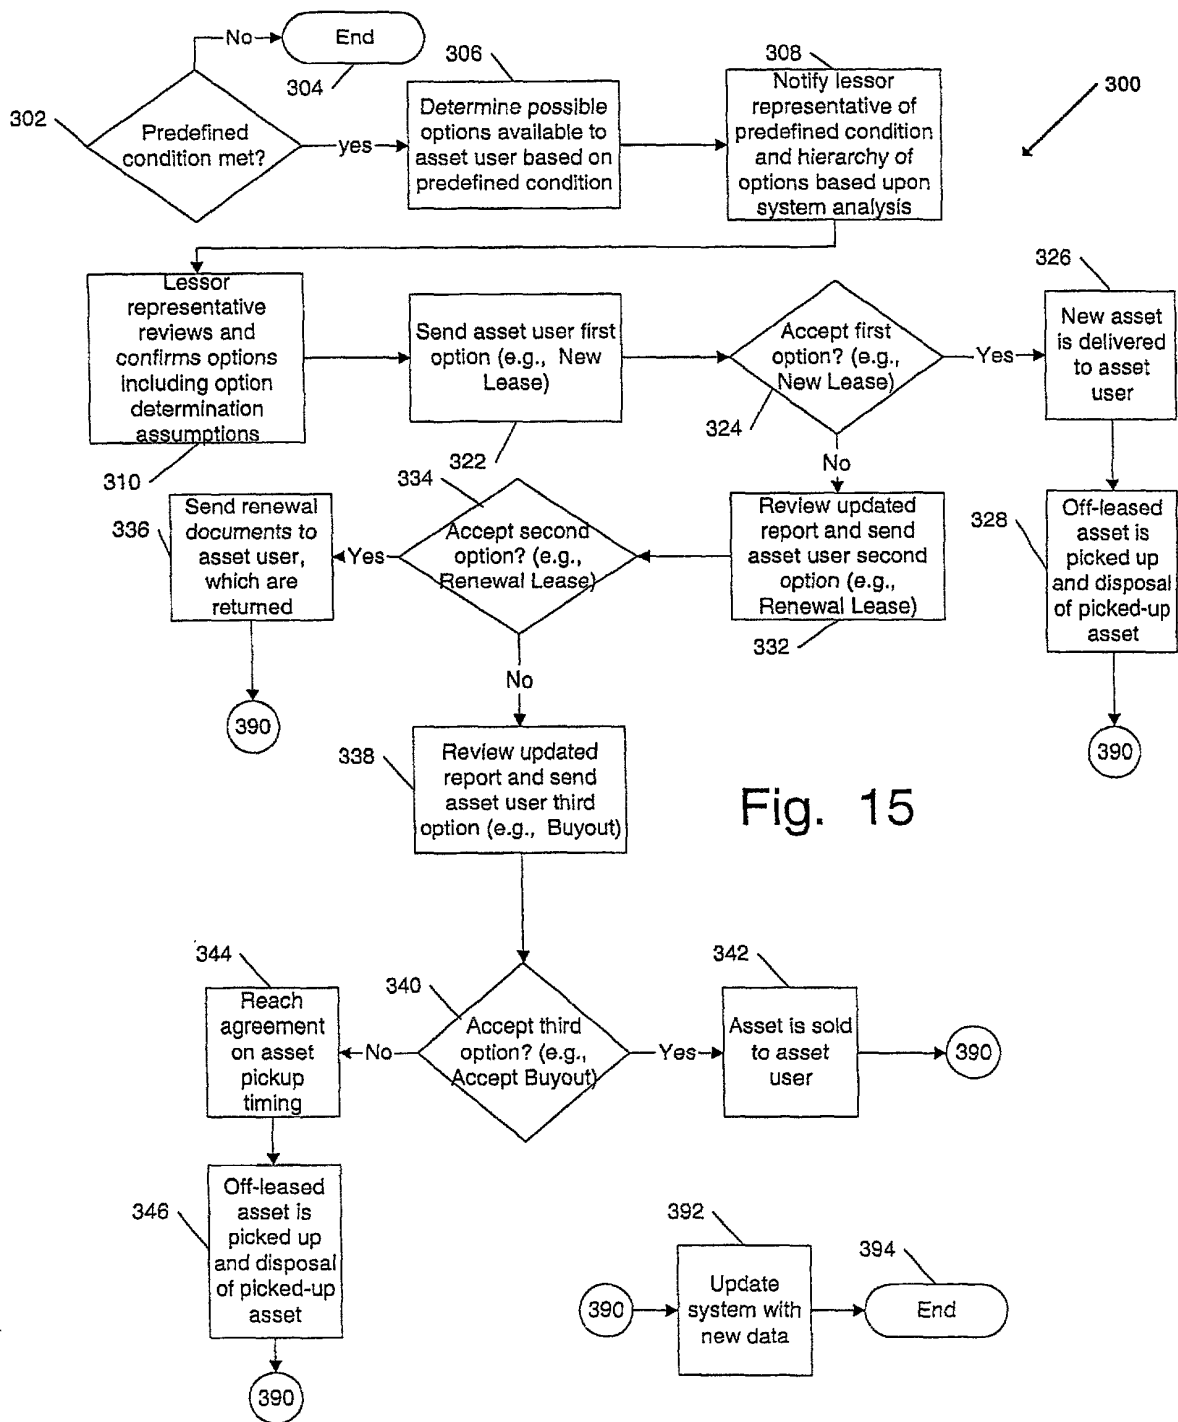 No
End
304
302
Predefined
condition met?
yes
306
Determine possible
options available to
asset user based on
predefined condition
308
Notify lessor
representative of
predefined condition
and hierarchy of
options based upon
system analysis
300
Lessor
representative
reviews and
confirms options
including option
determination
assumptions
310
Send asset user first
option (e.g., New
Lease)
322
Accept first
option? (e.g.,
New Lease)
324
Yes
326
New asset
is delivered
to asset
user
No
328
Off-leased
asset is
picked up
and disposal
of picked-up
asset
390
Review updated
report and send
asset user second
option (e.g.,
Renewal Lease)
332
334
Accept second
option? (e.g.,
Renewal Lease)
Yes
336
Send renewal
documents to
asset user,
which are
returned
390
No
338
Review updated
report and send
asset user third
option (e.g., Buyout)
Fig. 15
340
Accept third
option? (e.g.,
Accept Buyout)
Yes
342
Asset is sold
to asset
user
390
No
344
Reach
agreement
on asset
pickup
timing
346
Off-leased
asset is
picked up
and disposal
of picked-up
asset
390
390
392
Update
system with
new data
394
End